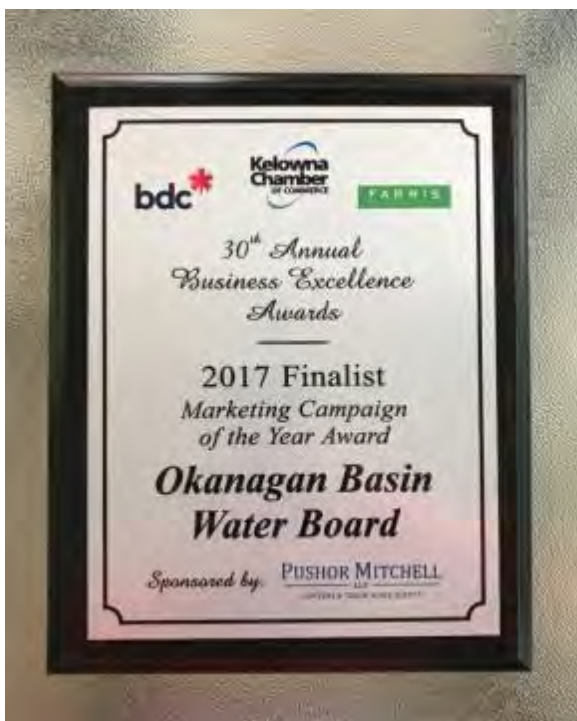 bdc*
Kelowna
Chamber
OF COMMERCE
FARRIS
30th Annual
Business Excellence
Awards
2017 Finalist
Marketing Campaign
of the Year Award
Okanagan Basin
Water Board
Sponsored by:
PUSHOR MITCHELL
LLP